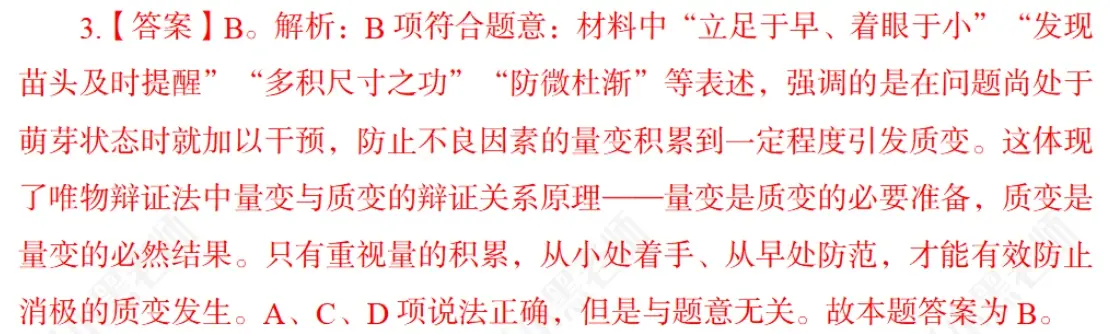 3.【答案】B。解析：B 项符合题意：材料中“立足于早、着眼于小”“发现
苗头及时提醒”“多积尺寸之功”“防微杜渐”等表述，强调的是在问题尚处于
萌芽状态时就加以干预，防止不良因素的量变积累到一定程度引发质变。这体现
了唯物辩证法中量变与质变的辩证关系原理——量变是质变的必要准备，质变是
量变的必然结果。只有重视量的积累，从小处着手、从早处防范，才能有效防止
消极的质变发生。A、C、D 项说法正确，但是与题意无关。故本题答案为 B。